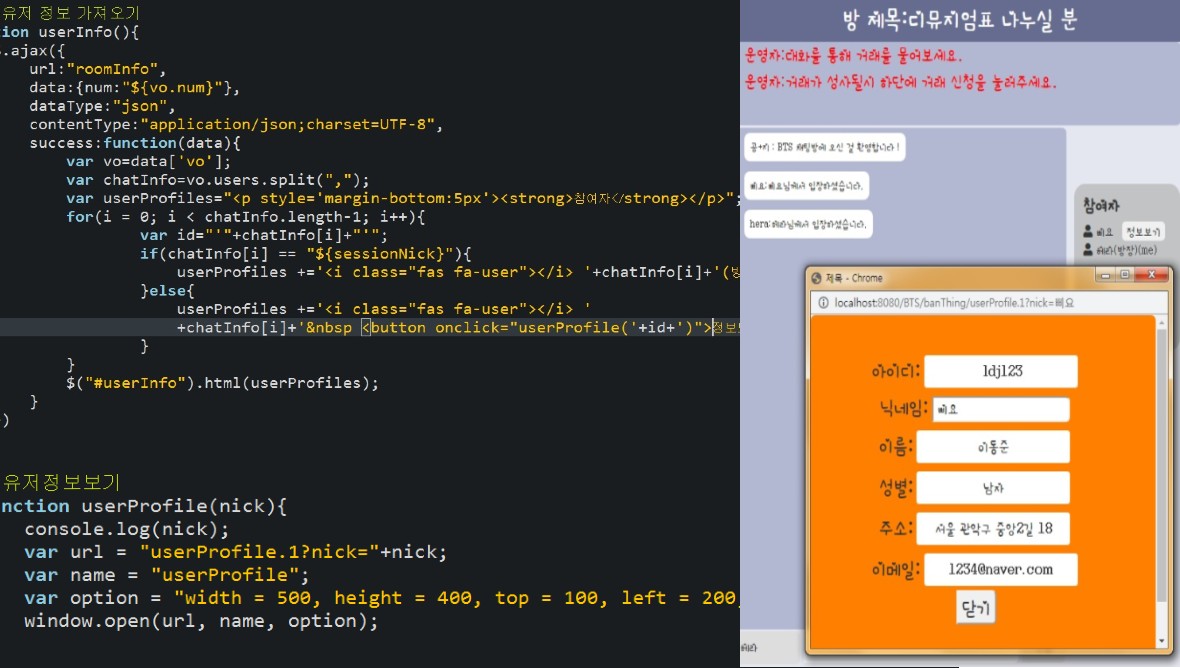 유저 정보 가져오기
tion userInfo(){
.ajax({
url:"roomInfo",
data:{num:"${vo.num}"},
dataType:"json",
contentType:"application/json;charset=UTF-8",
success:function(data){
var vo=data['vo'];
var chatInfo=vo.users.split(",");
var userProfiles="<p style='margin-bottom:5px'><strong>참여자</strong></p>";
for(i = 0; i < chatInfo.length-1; i++){
var id="'"+chatInfo[i]+"'";
if(chatInfo[i] == "${sessionNick}"){
userProfiles +='<i class="fas fa-user"></i> '+chatInfo[i]+'(방
}else{
userProfiles +='<i class="fas fa-user"></i> '
+chatInfo[i]+'&nbsp <button onclick="userProfile('+id+')">정보보
}
}
$("#userInfo").html(userProfiles);
}
)
유저정보보기
nction userProfile(nick){
console.log(nick);
var url = "userProfile.1?nick="+nick;
var name = "userProfile";
var option = "width = 500, height = 400, top = 100, left = 200,
window.open(url, name, option);
방 제목:디뮤지엄표 나누실 분
운영자:대화를 통해 거래를 물어보세요.
운영자:거래가 성사될시 하단에 거래 신청을 눌러주세요.
공지 : BTS 채팅방에 오신 걸 환영합니다!
삐요:삐요님께서 입장하셨습니다.
hera:헤라님께서 입장하셨습니다.
참여자
삐요 정보보기
헤라(방장)(me)
제목 - Chrome
localhost:8080/BTS/banThing/userProfile.1?nick=삐요
아이디: ldj123
닉네임: 삐요
이름: 이동준
성별: 남자
주소: 서울 관악구 중앙2길 18
이메일: 1234@naver.com
닫기
헤라